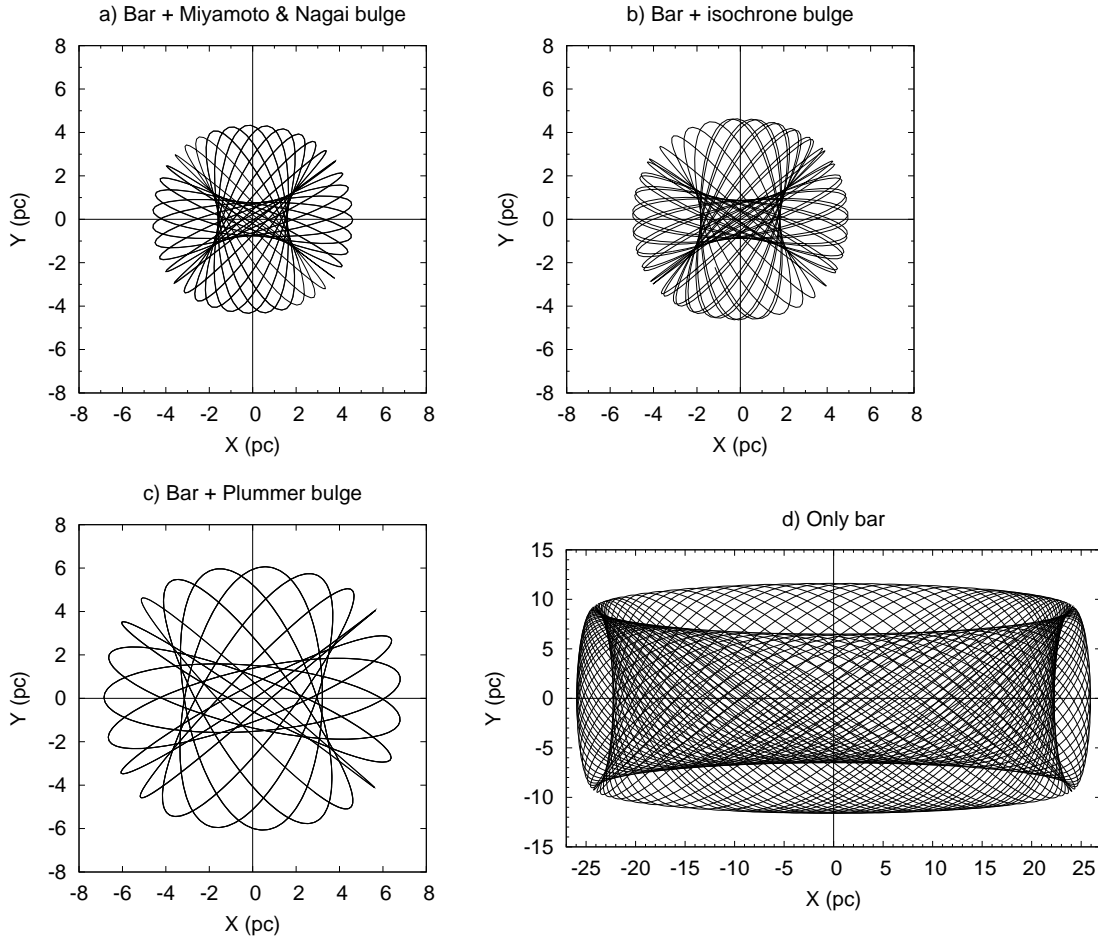 a) Bar + Miyamoto & Nagai bulge
8
6
4
2
0
-2
-4
-6
-8
Y (pc)
-8 -6 -4 -2 0 2 4 6 8
X (pc)
b) Bar + isochrone bulge
8
6
4
2
0
-2
-4
-6
-8
Y (pc)
-8 -6 -4 -2 0 2 4 6 8
X (pc)
c) Bar + Plummer bulge
8
6
4
2
0
-2
-4
-6
-8
Y (pc)
-8 -6 -4 -2 0 2 4 6 8
X (pc)
d) Only bar
15
10
5
0
-5
-10
-15
Y (pc)
-25 -20 -15 -10 -5 0 5 10 15 20 25
X (pc)